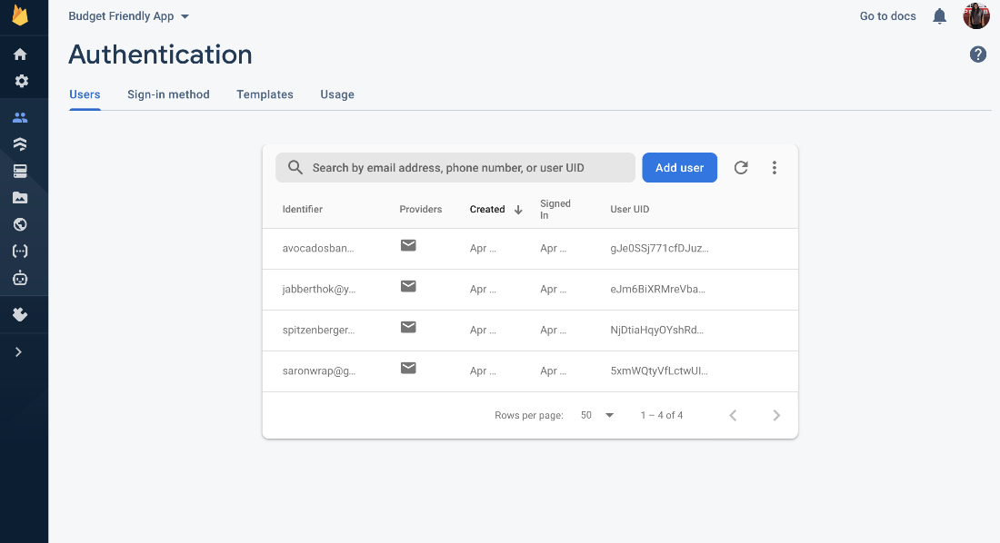 Budget Friendly App
Go to docs
Authentication
Users Sign-in method Templates Usage
Search by email address, phone number, or user UID
Add user
Identifier Providers Created Signed In User UID
avocadosban... Apr ... Apr ... gJe0SSj771cfDJuz...
jabberthok@y... Apr ... Apr ... eJm6BiXRMreVba...
spitzenberger... Apr ... Apr ... NjDtiaHqyOYshRd...
saronwrap@g... Apr ... Apr ... 5xmWQtyVfLctwUI...
Rows per page: 50 1 – 4 of 4